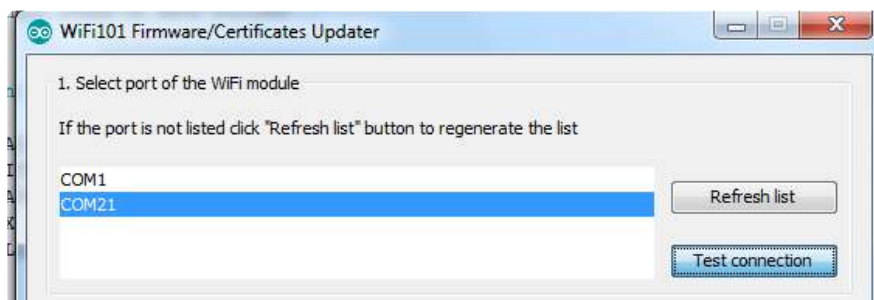 WiFi101 Firmware/Certificates Updater
1. Select port of the WiFi module
If the port is not listed click "Refresh list" button to regenerate the list
COM1
COM21
Refresh list
Test connection